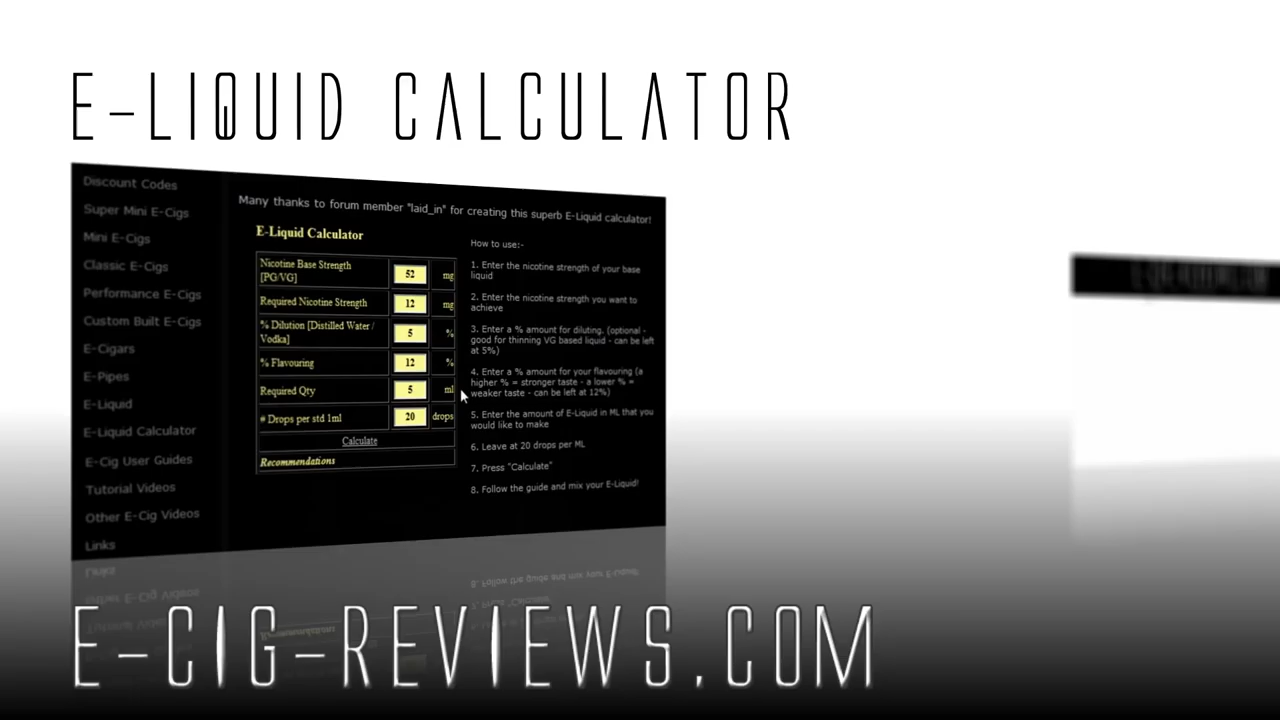 E-LIQUID CALCULATOR
Discount Codes
Super Mini E-Cigs
Mini E-Cigs
Classic E-Cigs
Performance E-Cigs
Custom Built E-Cigs
E-Cigars
E-Pipes
E-Liquid
E-Liquid Calculator
E-Cig User Guides
Tutorial Videos
Other E-Cig Videos
Links
Many thanks to forum member "laid_in" for creating this superb E-Liquid calculator!
E-Liquid Calculator
Nicotine Base Strength
[PG/VG] 52 mg
Required Nicotine Strength 12 mg
% Dilution [Distilled Water /
Vodka] 5 %
% Flavouring 12 %
Required Qty 5 ml
# Drops per std 1ml 20 drops
Calculate
Recommendations
How to use:-
1. Enter the nicotine strength of your base
liquid
2. Enter the nicotine strength you want to
achieve
3. Enter a % amount for diluting. (optional -
good for thinning VG based liquid - can be left
at 5%)
4. Enter a % amount for your flavouring (a
higher % = stronger taste - a lower % =
weaker taste - can be left at 12%)
5. Enter the amount of E-Liquid in ML that you
would like to make
6. Leave at 20 drops per ML
7. Press "Calculate"
8. Follow the guide and mix your E-Liquid!
E-CIG-REVIEWS.COM